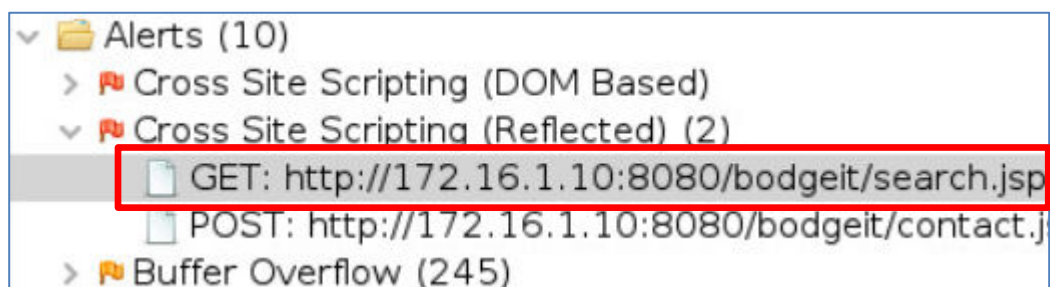 Alerts (10)
Cross Site Scripting (DOM Based)
Cross Site Scripting (Reflected) (2)
GET: http://172.16.1.10:8080/bodgeit/search.jsp
POST: http://172.16.1.10:8080/bodgeit/contact.j
Buffer Overflow (245)